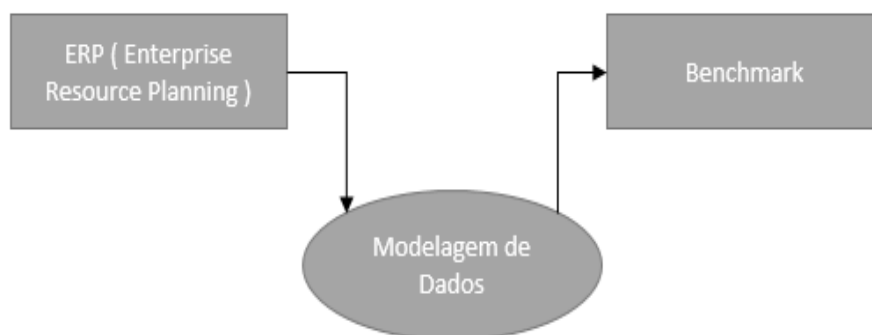 ERP ( Enterprise
Resource Planning )
Benchmark
Modelagem de
Dados